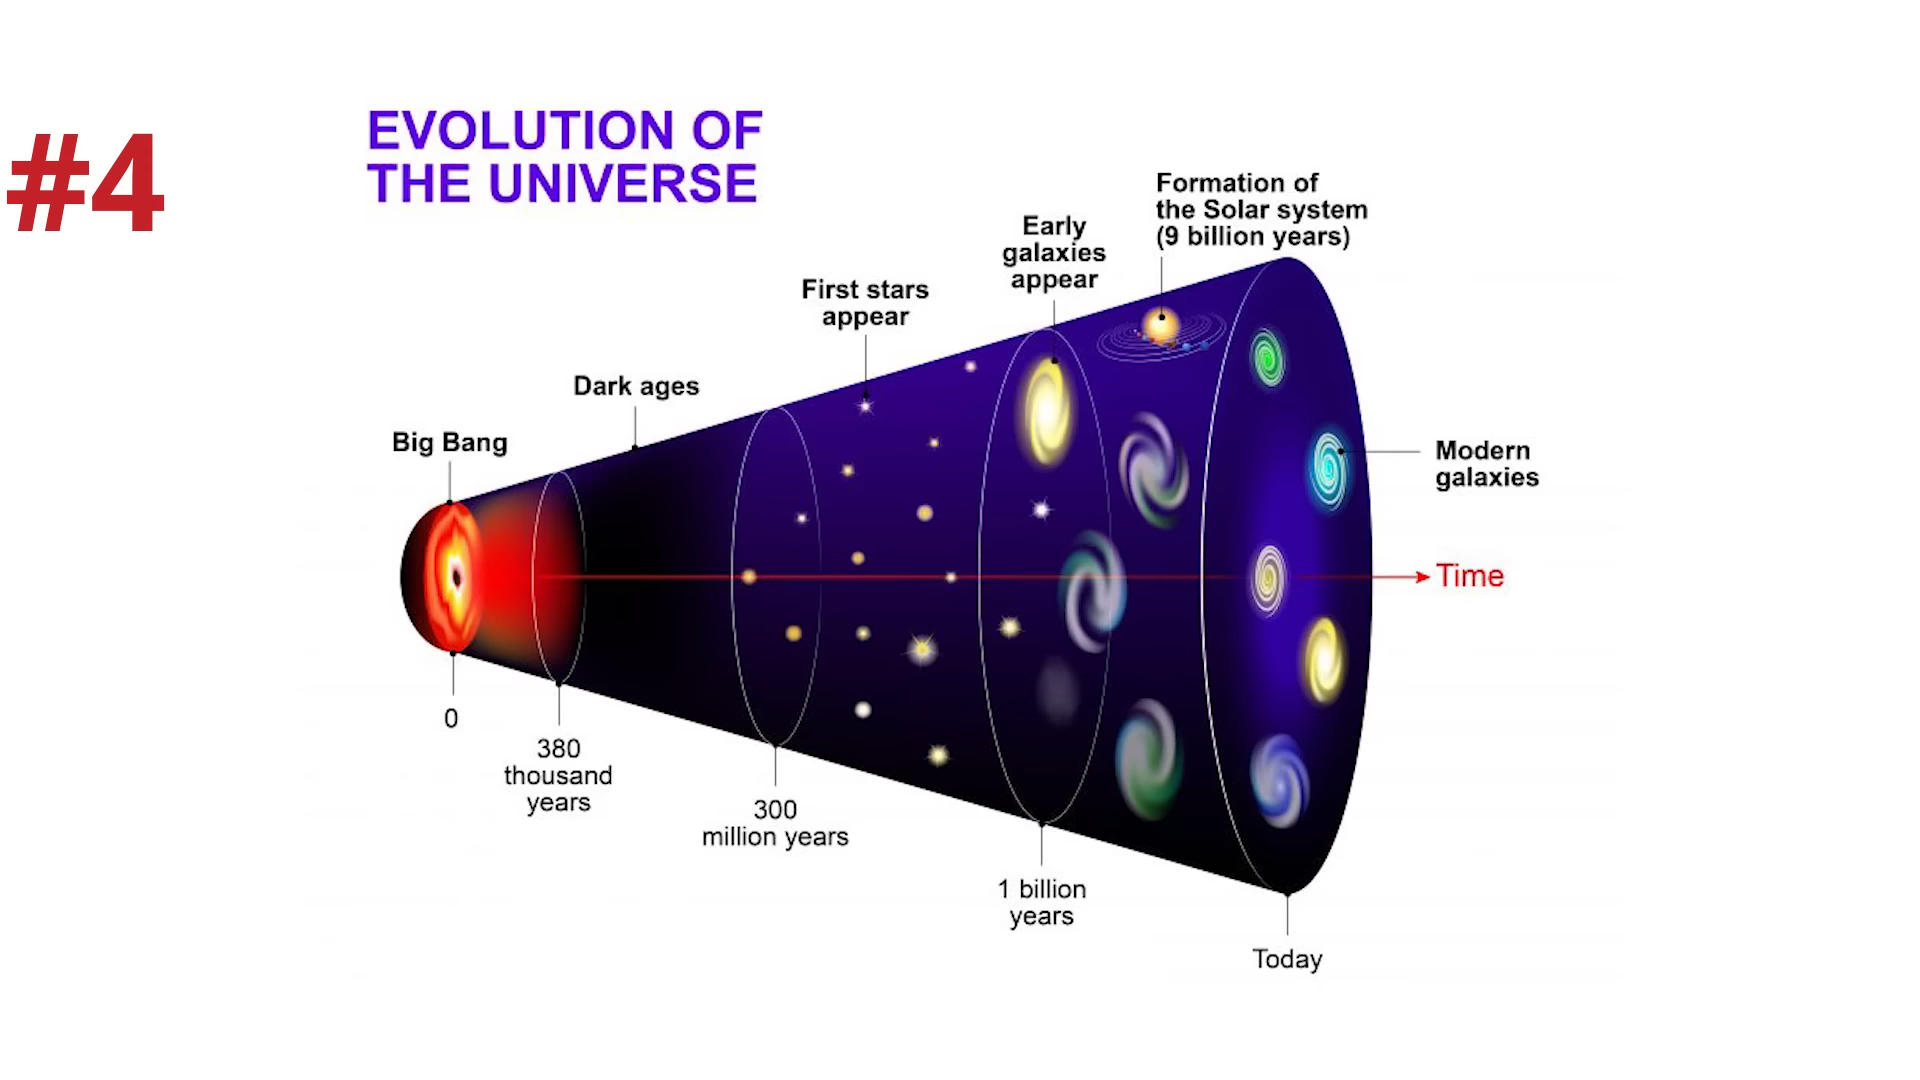 #4
EVOLUTION OF
THE UNIVERSE
Formation of
the Solar system
(9 billion years)
Early
galaxies
appear
First stars
appear
Dark ages
Big Bang
Modern
galaxies
Time
0
380
thousand
years
300
million years
1 billion
years
Today